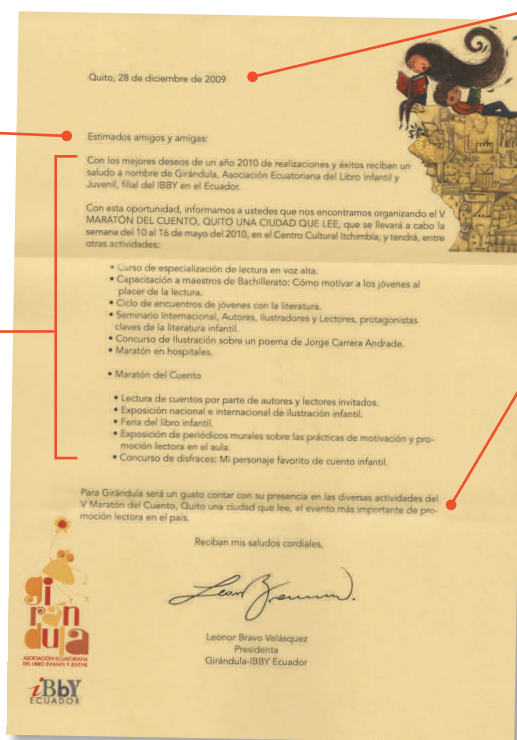 Quito, 28 de diciembre de 2009
Estimados amigos y amigas:
Con los mejores deseos de un año 2010 de realizaciones y éxitos reciban un
saludo a nombre de Girándula, Asociación Ecuatoriana del Libro Infantil y
Juvenil, filial del IBBY en el Ecuador.
Con esta oportunidad, informamos a ustedes que nos encontramos organizando el V
MARATÓN DEL CUENTO, QUITO UNA CIUDAD QUE LEE, que se llevará a cabo la
semana del 10 al 16 de mayo del 2010, en el Centro Cultural Itchimbía, y tendrá, entre
otras actividades:
• Curso de especialización de lectura en voz alta.
• Capacitación a maestros de Bachillerato: Cómo motivar a los jóvenes al
placer de la lectura.
• Ciclo de encuentros de jóvenes con la literatura.
• Seminario Internacional, Autores, Ilustradores y Lectores, protagonistas
claves de la literatura infantil.
• Concurso de Ilustración sobre un poema de Jorge Carrera Andrade.
• Maratón en hospitales.
• Maratón del Cuento
• Lectura de cuentos por parte de autores y lectores invitados.
• Exposición nacional e internacional de ilustración infantil.
• Feria del libro infantil.
• Exposición de periódicos murales sobre las prácticas de motivación y pro-
moción lectora en el aula.
• Concurso de disfraces: Mi personaje favorito de cuento infantil.
Para Girándula será un gusto contar con su presencia en las diversas actividades del
V Maratón del Cuento, Quito una ciudad que lee, el evento más importante de pro-
moción lectora en el país.
Reciban mis saludos cordiales,
Leonor Bravo Velásquez
Presidenta
Girándula-IBBY Ecuador
girándula
ASOCIACIÓN ECUATORIANA
DEL LIBRO INFANTIL Y JUVENIL
iBbY
ECUADOR